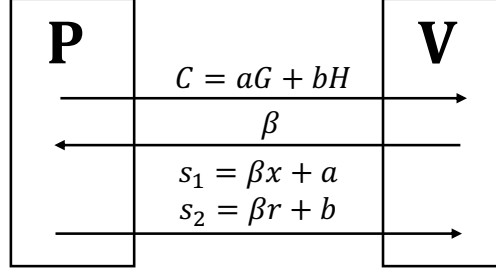 P V
C = aG + bH
β
s₁ = βx + a
s₂ = βr + b